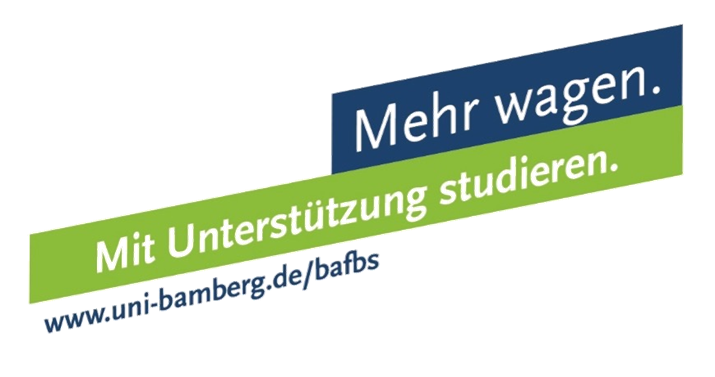 Mehr wagen.
Mit Unterstützung studieren.
www.uni-bamberg.de/bafbs